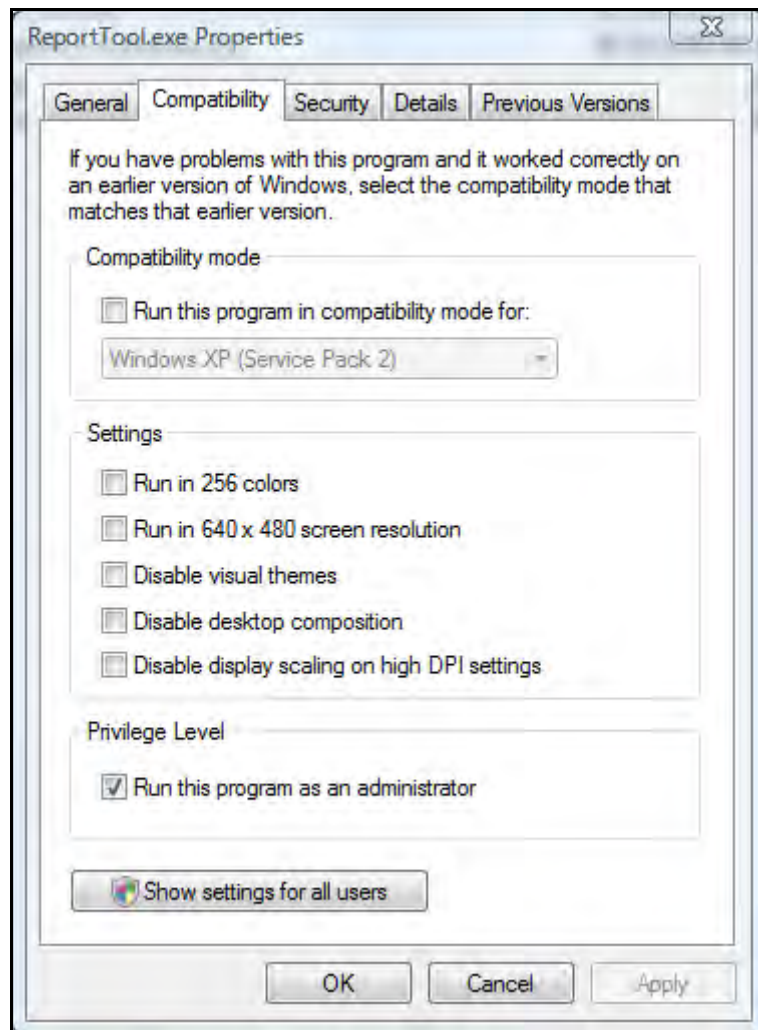 ReportTool.exe Properties
General Compatibility Security Details Previous Versions
If you have problems with this program and it worked correctly on
an earlier version of Windows, select the compatibility mode that
matches that earlier version.
Compatibility mode
Run this program in compatibility mode for:
Windows XP (Service Pack 2)
Settings
Run in 256 colors
Run in 640 x 480 screen resolution
Disable visual themes
Disable desktop composition
Disable display scaling on high DPI settings
Privilege Level
Run this program as an administrator
Show settings for all users
OK Cancel Apply